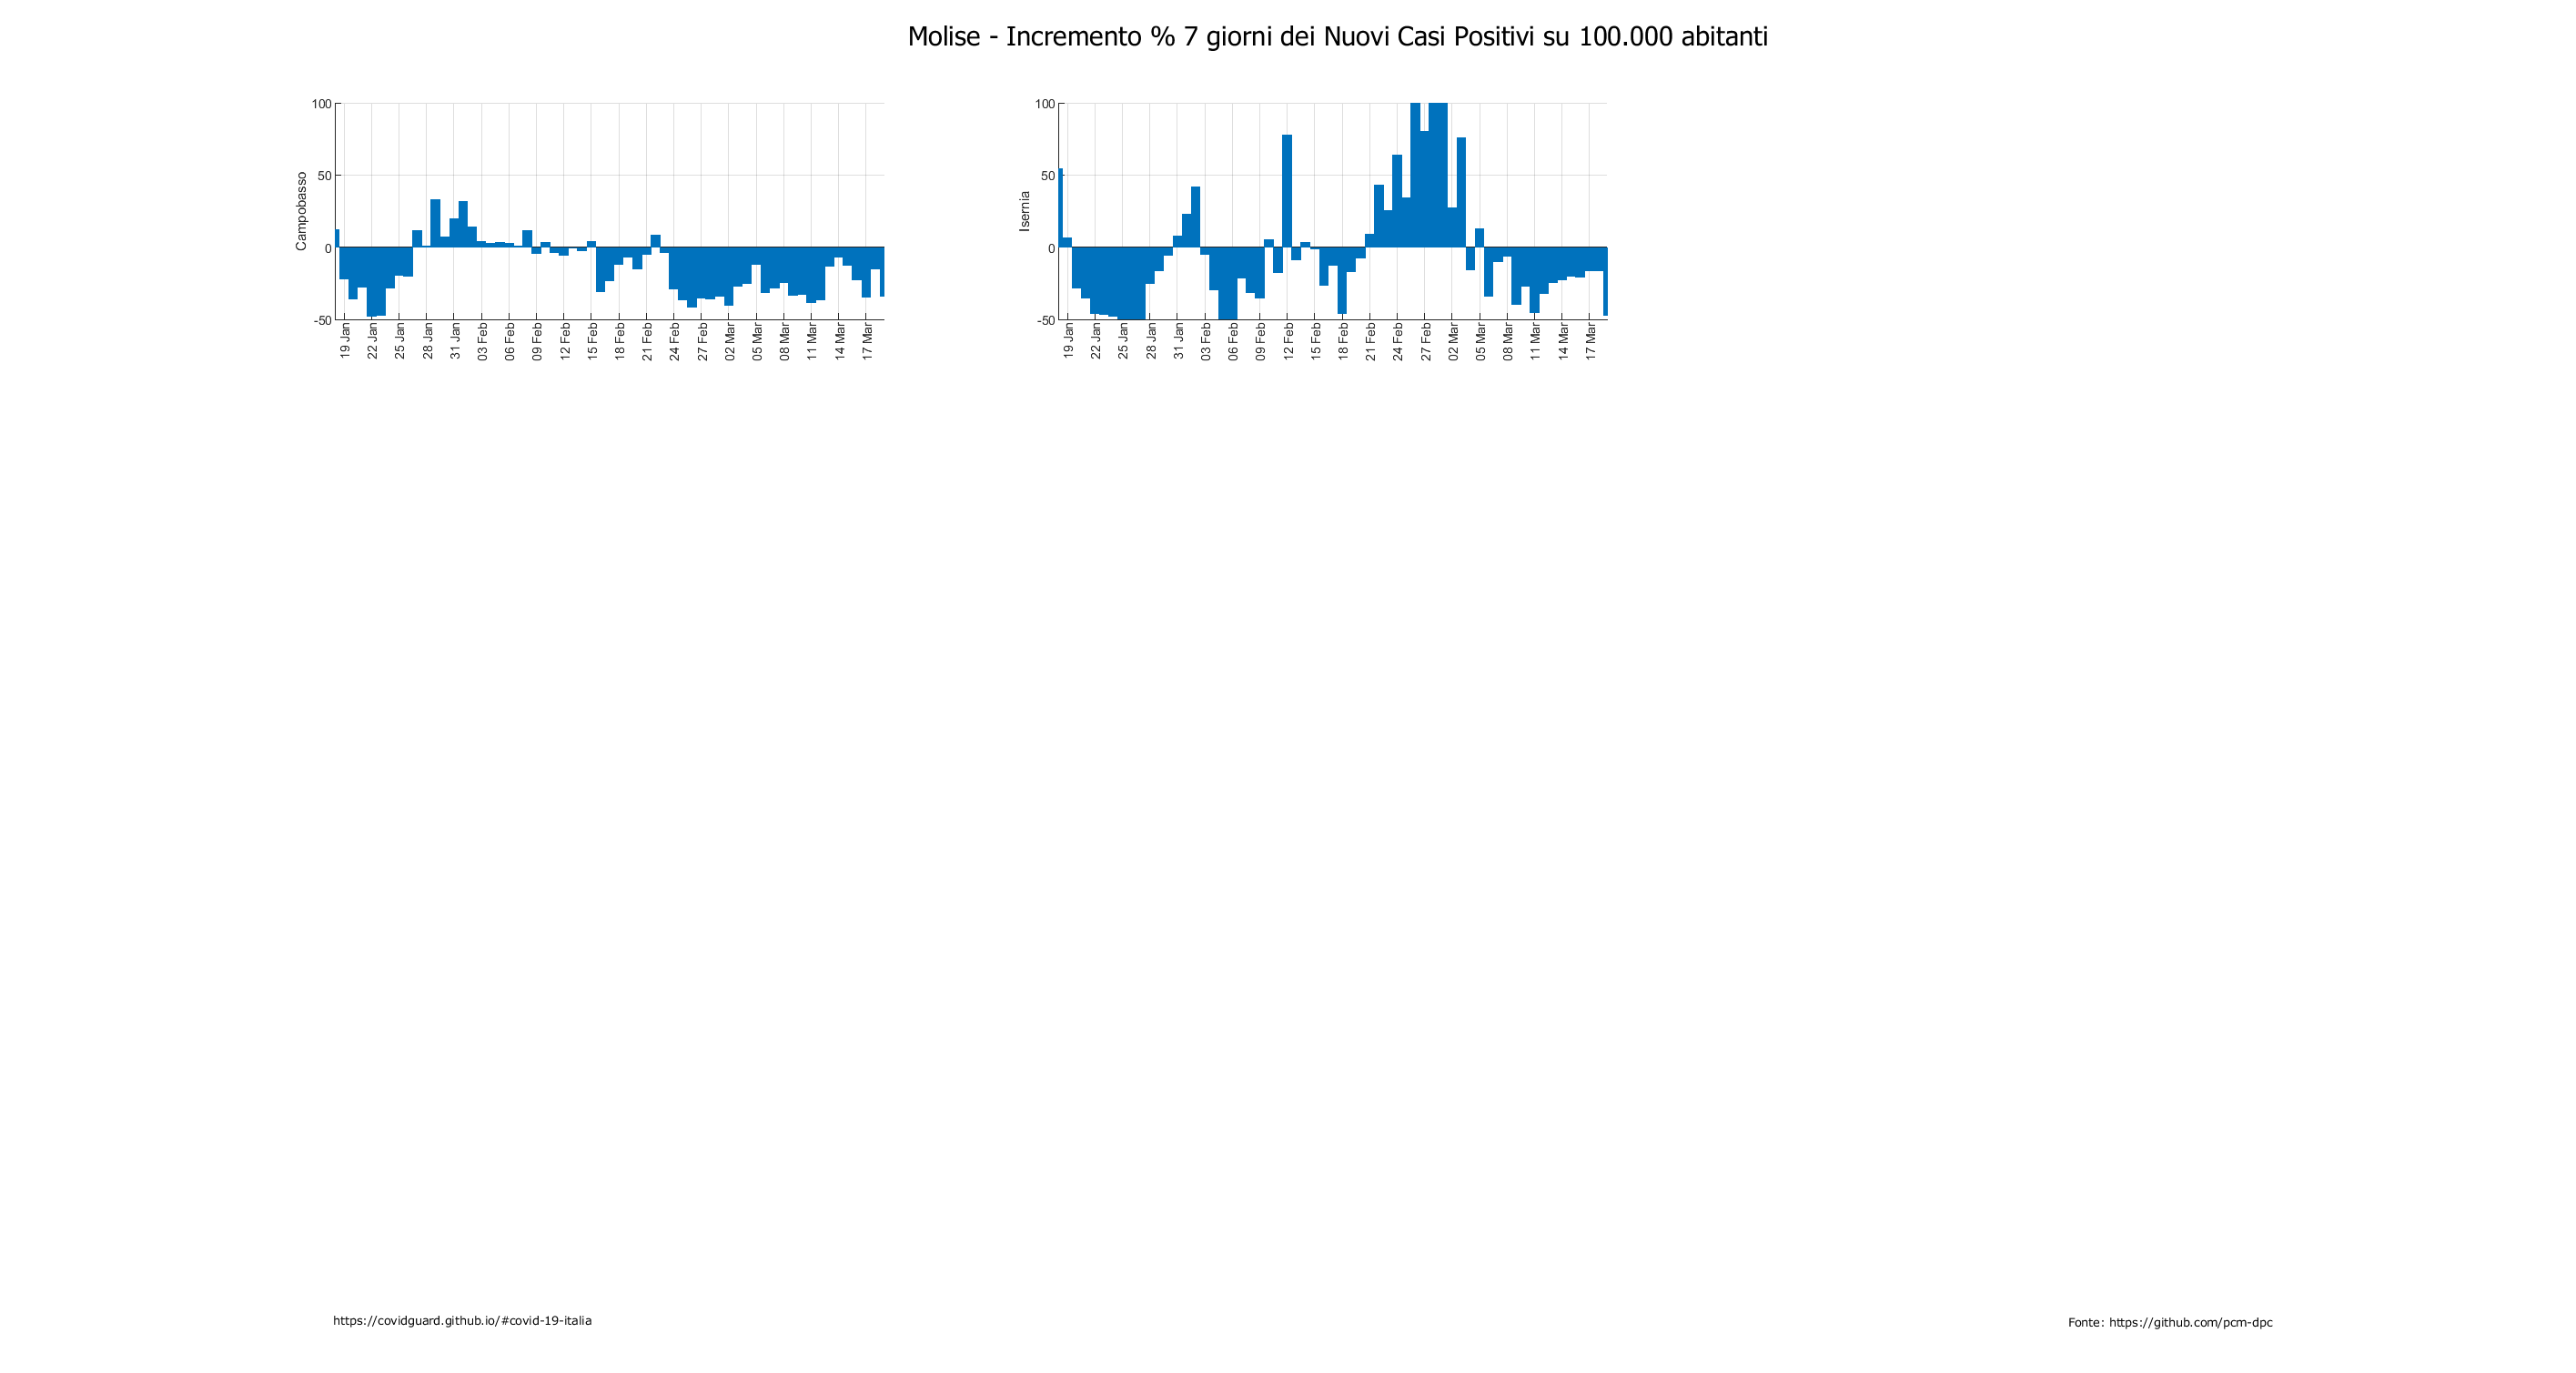 Molise - Incremento % 7 giorni dei Nuovi Casi Positivi su 100.000 abitanti
Campobasso
100
50
0
-50
19 Jan
22 Jan
25 Jan
28 Jan
31 Jan
03 Feb
06 Feb
09 Feb
12 Feb
15 Feb
18 Feb
21 Feb
24 Feb
27 Feb
02 Mar
05 Mar
08 Mar
11 Mar
14 Mar
17 Mar
Isernia
100
50
0
-50
19 Jan
22 Jan
25 Jan
28 Jan
31 Jan
03 Feb
06 Feb
09 Feb
12 Feb
15 Feb
18 Feb
21 Feb
24 Feb
27 Feb
02 Mar
05 Mar
08 Mar
11 Mar
14 Mar
17 Mar
https://covidguard.github.io/#covid-19-italia
Fonte: https://github.com/pcm-dpc